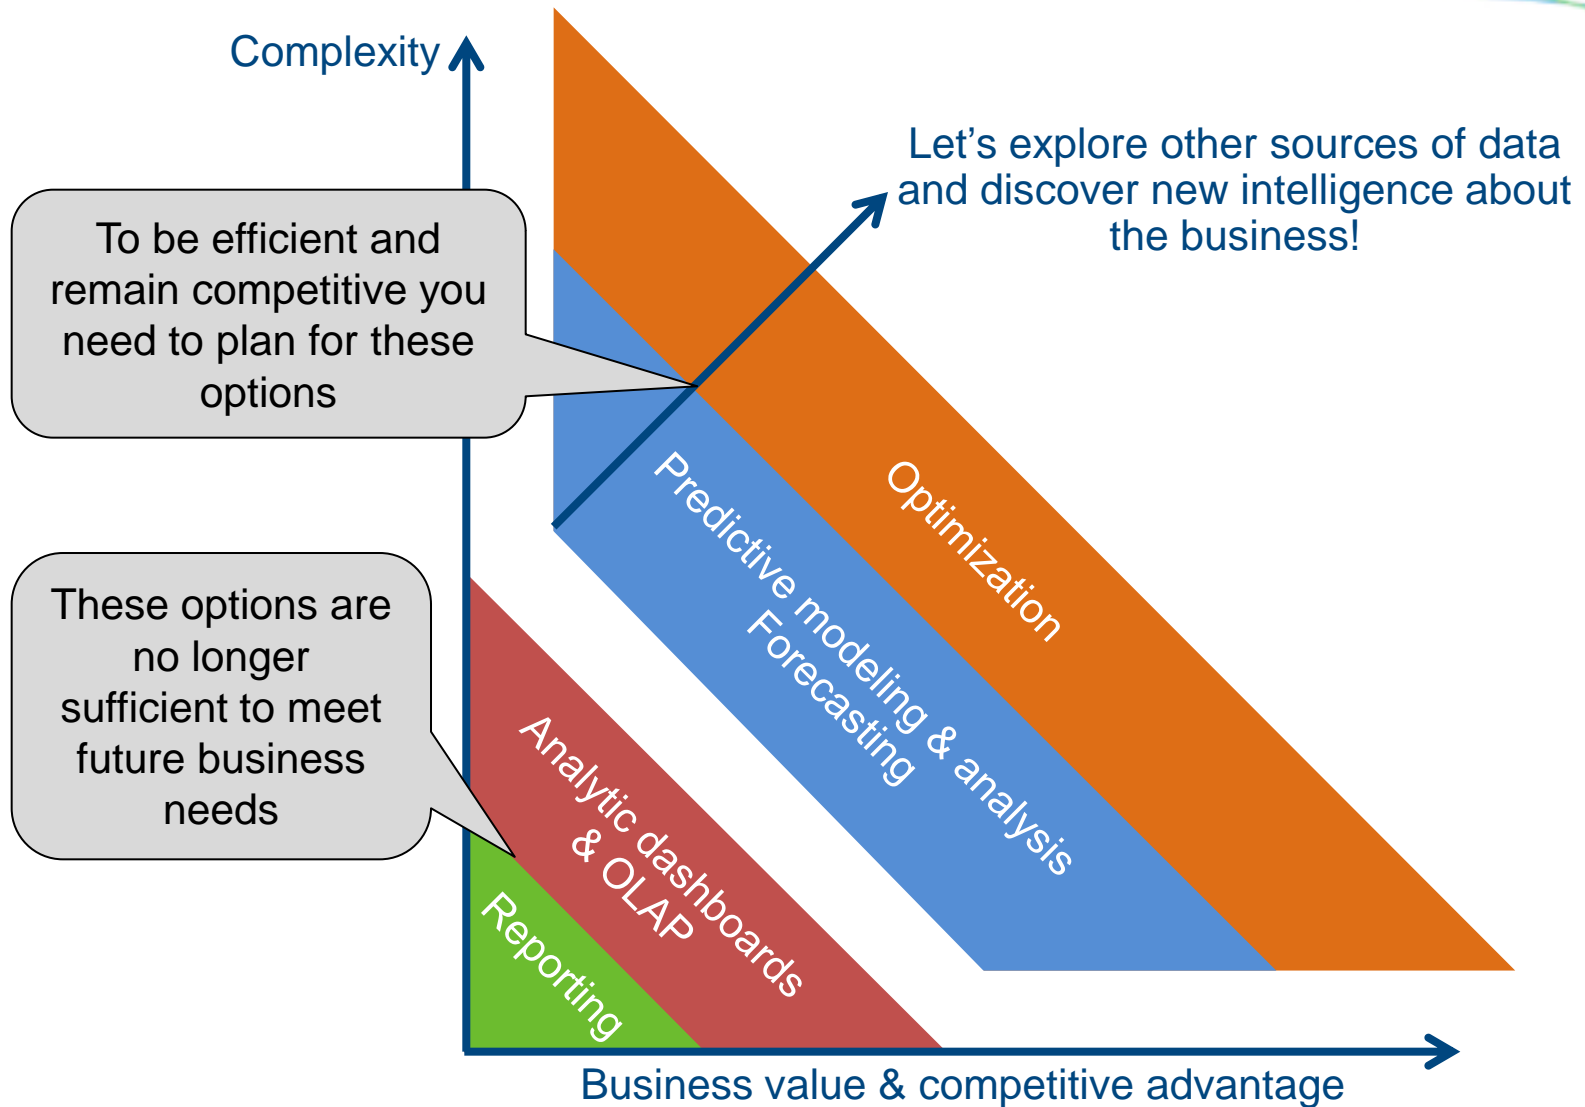 Complexity
Let’s explore other sources of data
and discover new intelligence about
the business!
To be efficient and
remain competitive you
need to plan for these
options
Optimization
Predictive modeling & analysis
Forecasting
These options are
no longer
sufficient to meet
future business
needs
Analytic dashboards
& OLAP
Reporting
Business value & competitive advantage